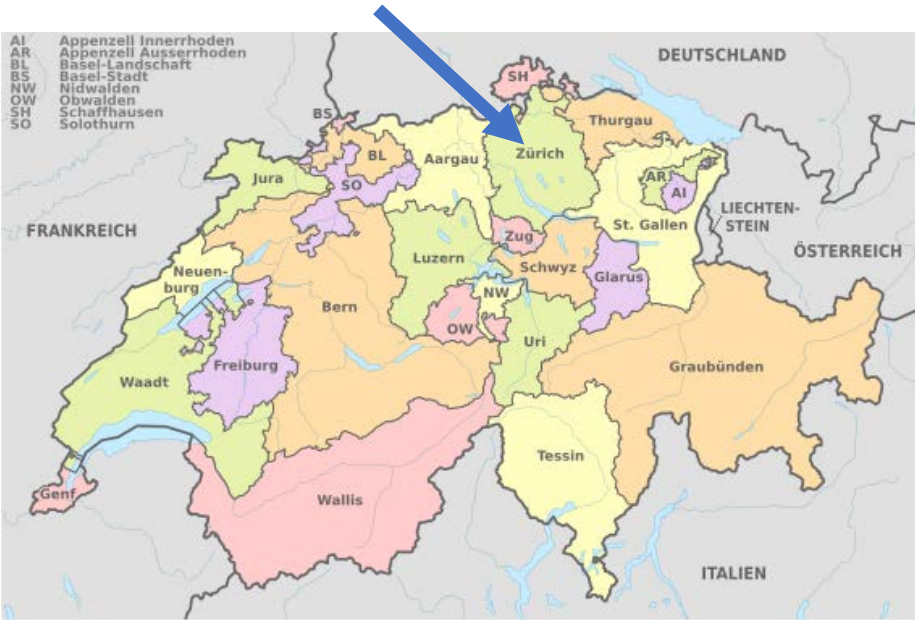 AI Appenzell Innerrhoden
AR Appenzell Ausserrhoden
BL Basel-Landschaft
BS Basel-Stadt
NW Nidwalden
OW Obwalden
SH Schaffhausen
SO Solothurn
DEUTSCHLAND
SH
BS
Thurgau
BL
Aargau
Zürich
Jura
SO
AR
AI
LIECHTEN-
STEIN
FRANKREICH
St. Gallen
Zug
ÖSTERREICH
Luzern
Schwyz
Neuen-
burg
Glarus
NW
Bern
OW
Uri
Freiburg
Graubünden
Waadt
Tessin
Genf
Wallis
ITALIEN